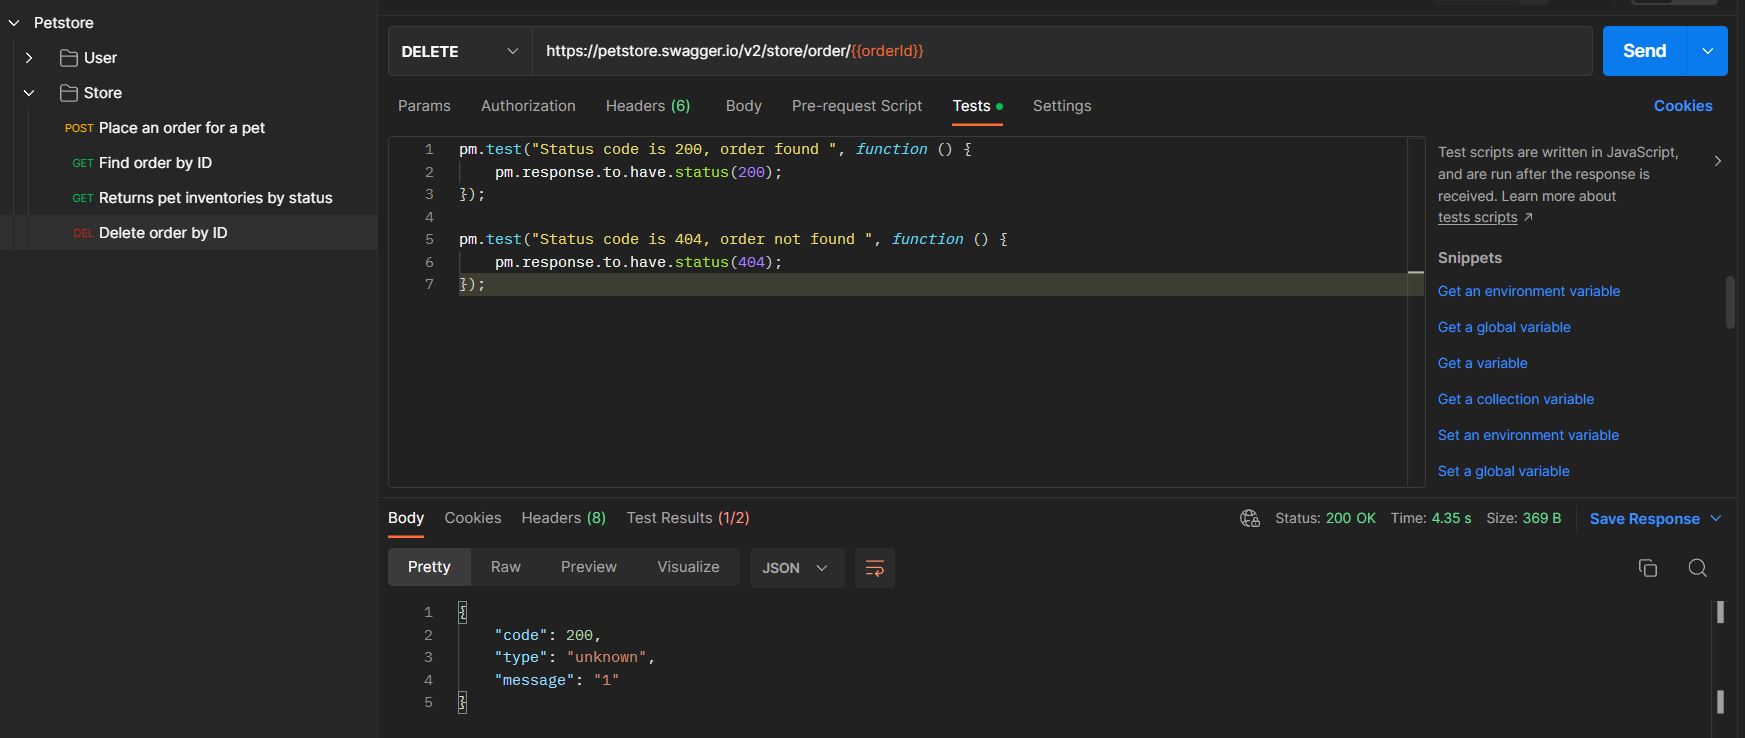 Petstore
User
Store
POST Place an order for a pet
GET Find order by ID
GET Returns pet inventories by status
DEL Delete order by ID
DELETE https://petstore.swagger.io/v2/store/order/{{orderId}} Send
Params Authorization Headers (6) Body Pre-request Script Tests Settings Cookies
1 pm.test("Status code is 200, order found ", function () {
2 pm.response.to.have.status(200);
3 });
4
5 pm.test("Status code is 404, order not found ", function () {
6 pm.response.to.have.status(404);
7 });
Test scripts are written in JavaScript,
and are run after the response is
received. Learn more about
tests scripts ↗
Snippets
Get an environment variable
Get a global variable
Get a variable
Get a collection variable
Set an environment variable
Set a global variable
Body Cookies Headers (8) Test Results (1/2) Status: 200 OK Time: 4.35 s Size: 369 B Save Response
Pretty Raw Preview Visualize JSON
1 {
2 "code": 200,
3 "type": "unknown",
4 "message": "1"
5 }